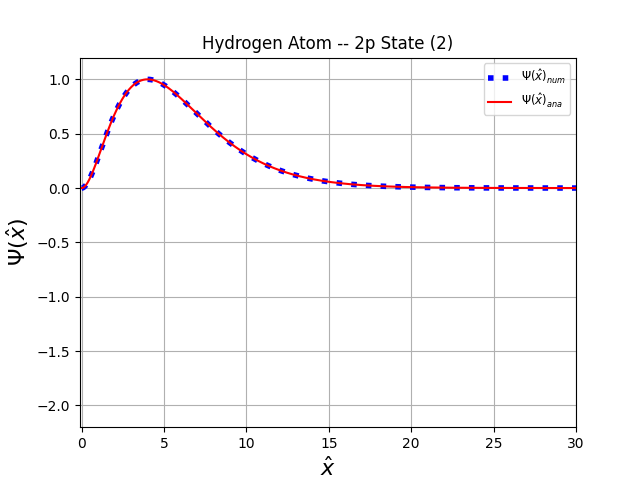 Hydrogen Atom -- 2p State (2)
Ψ(x̂)num
Ψ(x̂)ana
1.0
0.5
0.0
−0.5
−1.0
−1.5
−2.0
Ψ(x̂)
0 5 10 15 20 25 30
x̂